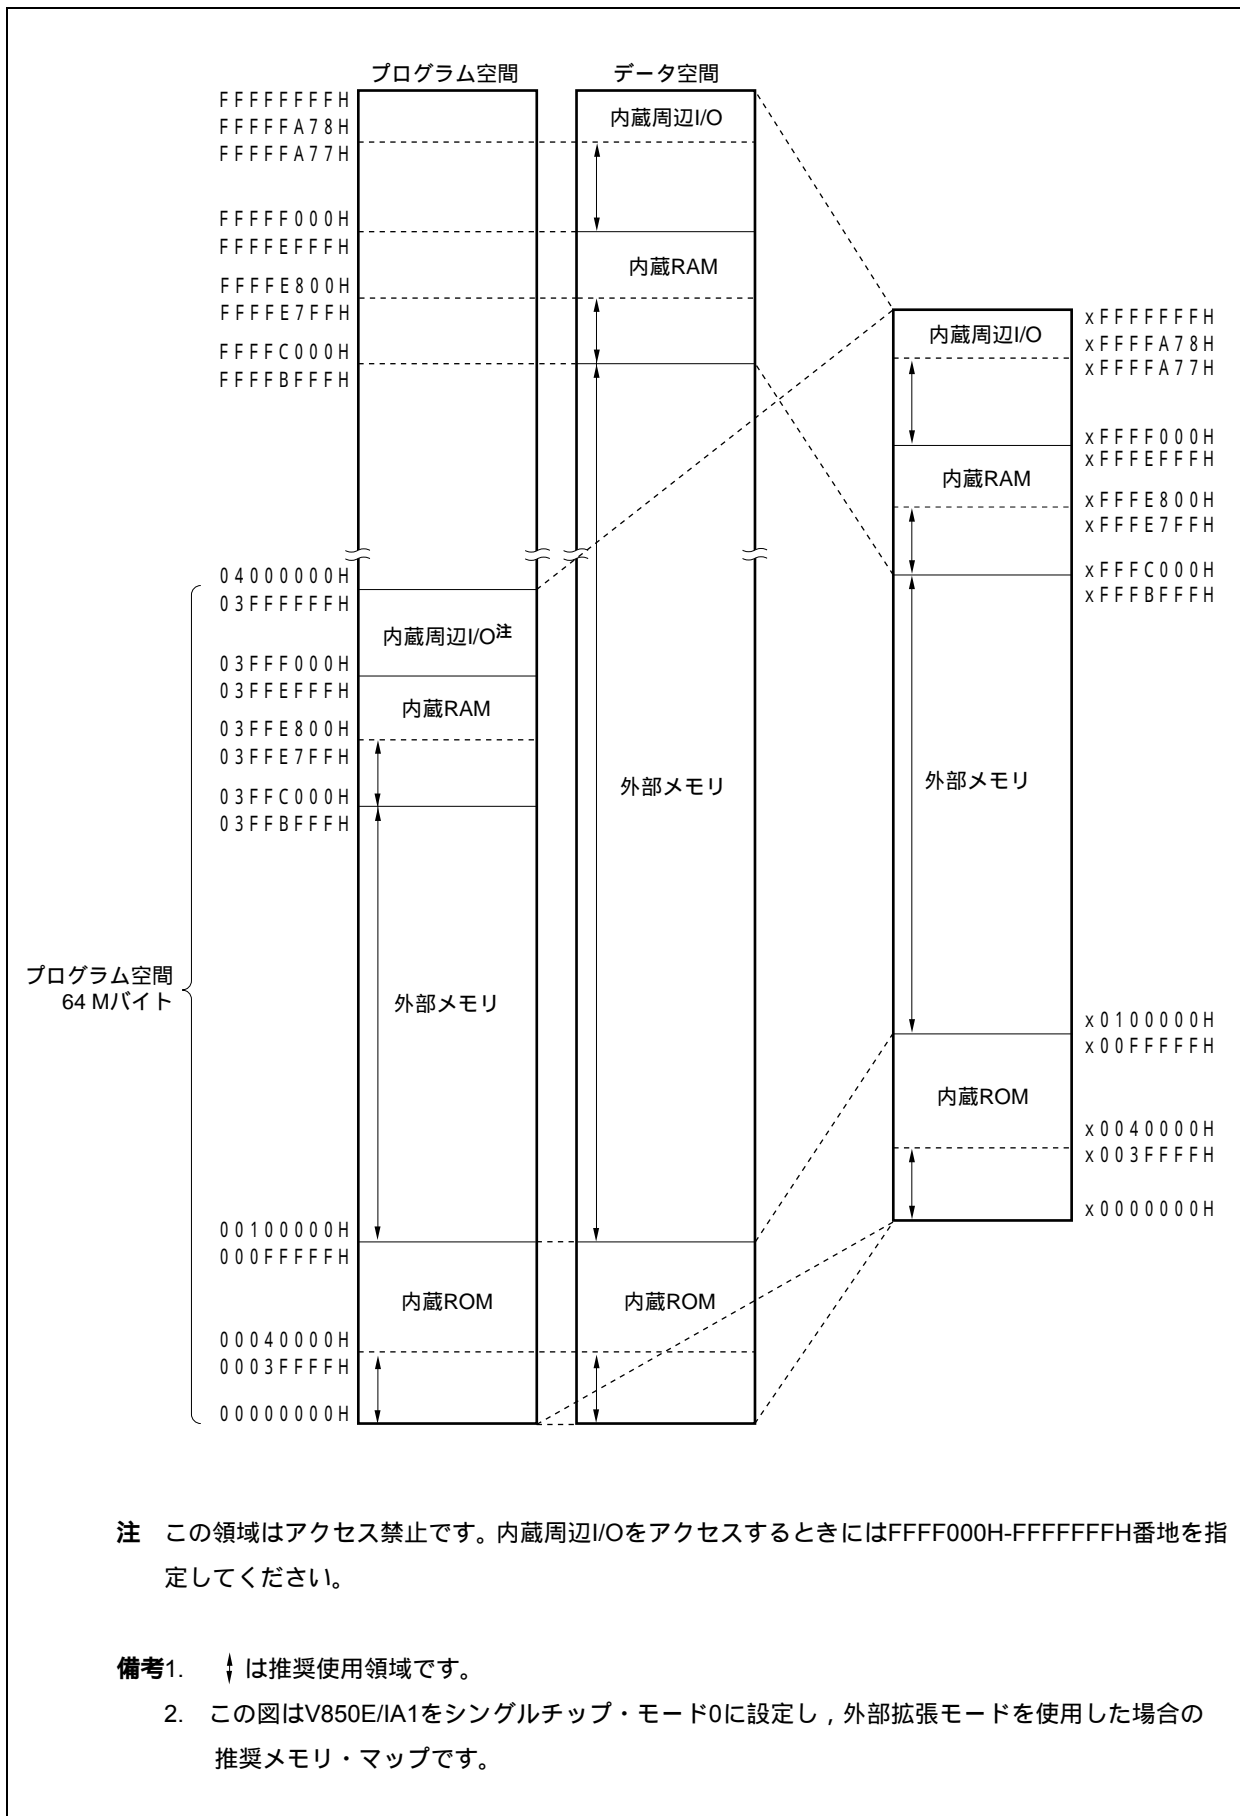 プログラム空間
データ空間
FFFFFFFFH
FFFFFA78H
FFFFFA77H
FFFFF000H
FFFFEFFFH
FFFFE800H
FFFFE7FFH
FFFFC000H
FFFFBFFFH
04000000H
03FFFFFFH
03FFF000H
03FFEFFFH
03FFE800H
03FFE7FFH
03FFC000H
03FFBFFFH
00100000H
000FFFFFH
00040000H
0003FFFFH
00000000H
プログラム空間
64 Mバイト
内蔵周辺I/O注
内蔵RAM
外部メモリ
内蔵ROM
内蔵周辺I/O
内蔵RAM
外部メモリ
内蔵ROM
内蔵周辺I/O
内蔵RAM
外部メモリ
内蔵ROM
xFFFFFFFH
xFFFFA78H
xFFFFA77H
xFFFF000H
xFFFEFFFH
xFFFE800H
xFFFE7FFH
xFFFC000H
xFFFBFFFH
x0100000H
x00FFFFFH
x0040000H
x003FFFFH
x0000000H
注 この領域はアクセス禁止です。内蔵周辺I/OをアクセスするときにはFFFF000H-FFFFFFFH番地を指
定してください。
備考1. は推奨使用領域です。
2. この図はV850E/IA1をシングルチップ・モード0に設定し，外部拡張モードを使用した場合の
推奨メモリ・マップです。